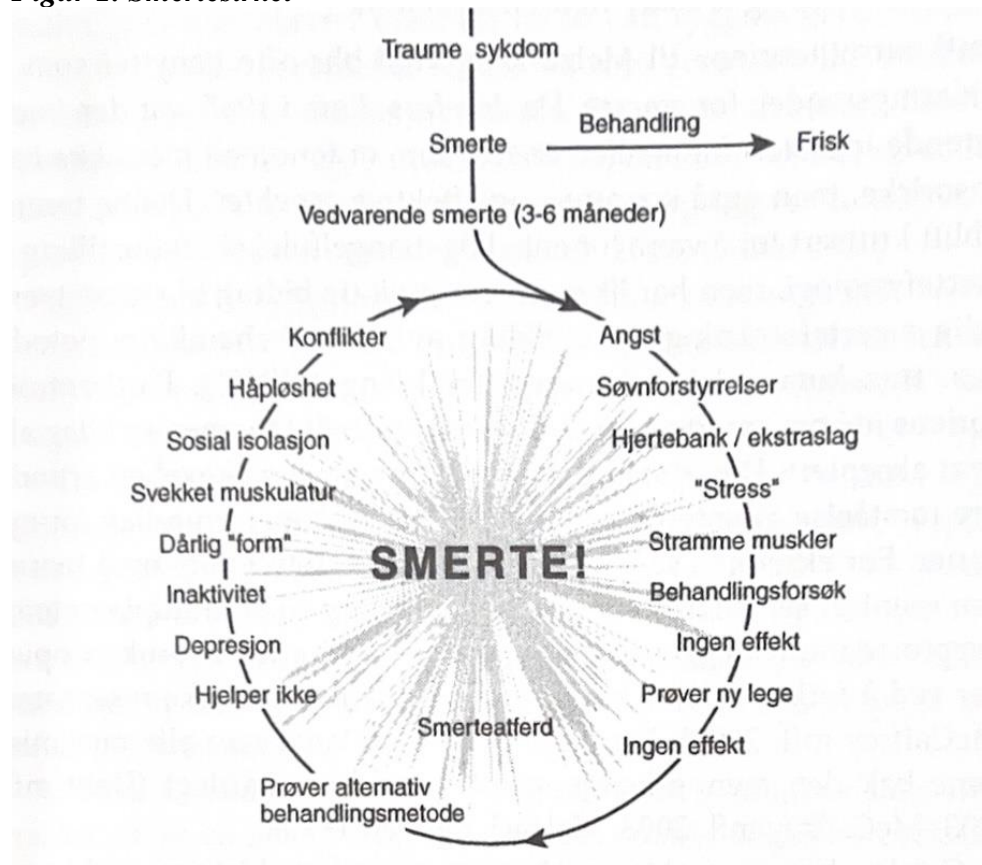 Traume sykdom
Smerte
Behandling
Frisk
Vedvarende smerte (3-6 måneder)
Angst
Søvnforstyrrelser
Hjertebank / ekstraslag
"Stress"
Stramme muskler
Behandlingsforsøk
Ingen effekt
Prøver ny lege
Ingen effekt
Smerteatferd
Prøver alternativ
behandlingsmetode
Hjelper ikke
Depresjon
Inaktivitet
Dårlig "form"
Svekket muskulatur
Sosial isolasjon
Håpløshet
Konflikter
SMERTE!